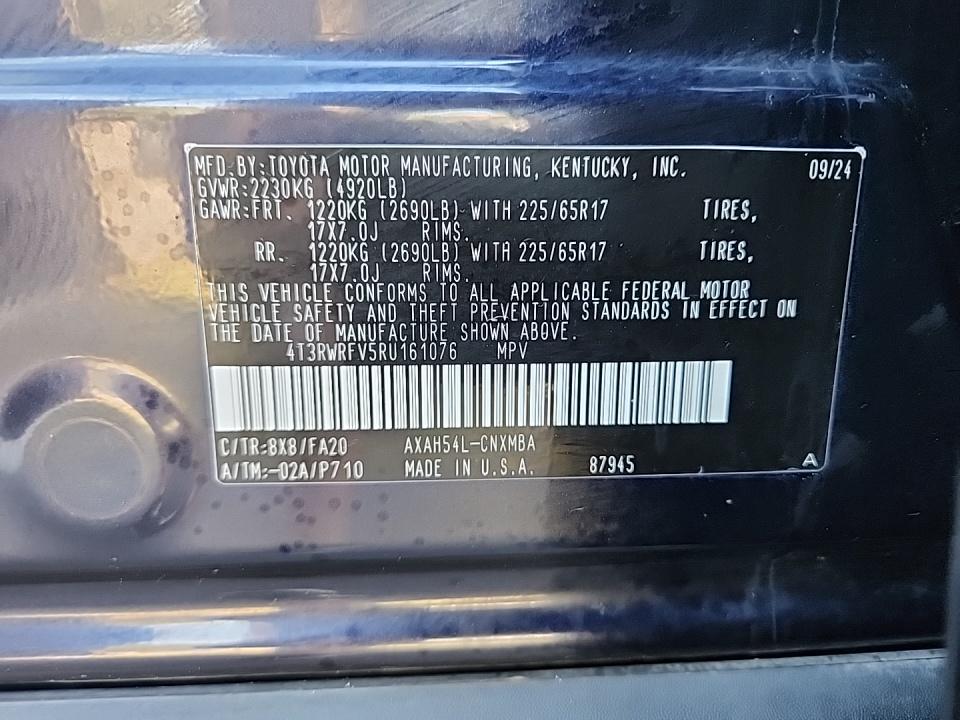 MFD.BY:TOYOTA MOTOR MANUFACTURING, KENTUCKY, INC. 09/24
GVWR:2230KG (4920LB)
GAWR:FRT. 1220KG (2690LB) WITH 225/65R17 TIRES,
17X7.0J RIMS.
RR. 1220KG (2690LB) WITH 225/65R17 TIRES,
17X7.0J RIMS.
THIS VEHICLE CONFORMS TO ALL APPLICABLE FEDERAL MOTOR
VEHICLE SAFETY AND THEFT PREVENTION STANDARDS IN EFFECT ON
THE DATE OF MANUFACTURE SHOWN ABOVE.
4T3RWRFV5RU161076 MPV
C/TR:8X8/FA20 AXAH54L-CNXMBA
A/TM:-02A/P710 MADE IN U.S.A. 87945 A